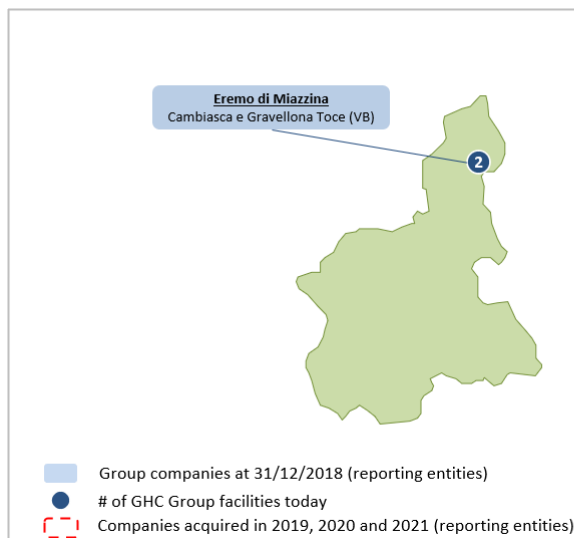 Eremo di Miazzina
Cambiasca e Gravellona Toce (VB)
2
Group companies at 31/12/2018 (reporting entities)
# of GHC Group facilities today
Companies acquired in 2019, 2020 and 2021 (reporting entities)